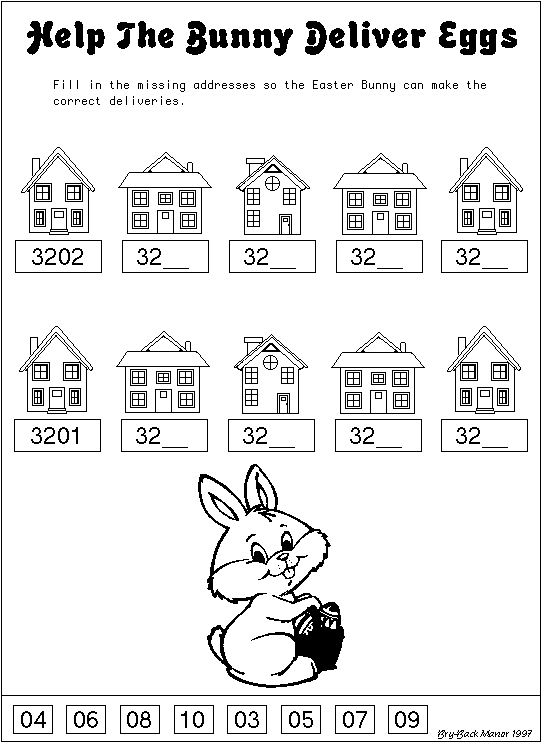 Help The Bunny Deliver Eggs
Fill in the missing addresses so the Easter Bunny can make the
correct deliveries.
3202 32__ 32__ 32__ 32__
3201 32__ 32__ 32__ 32__
04 06 08 10 03 05 07 09
Bry-Back Manor 1997